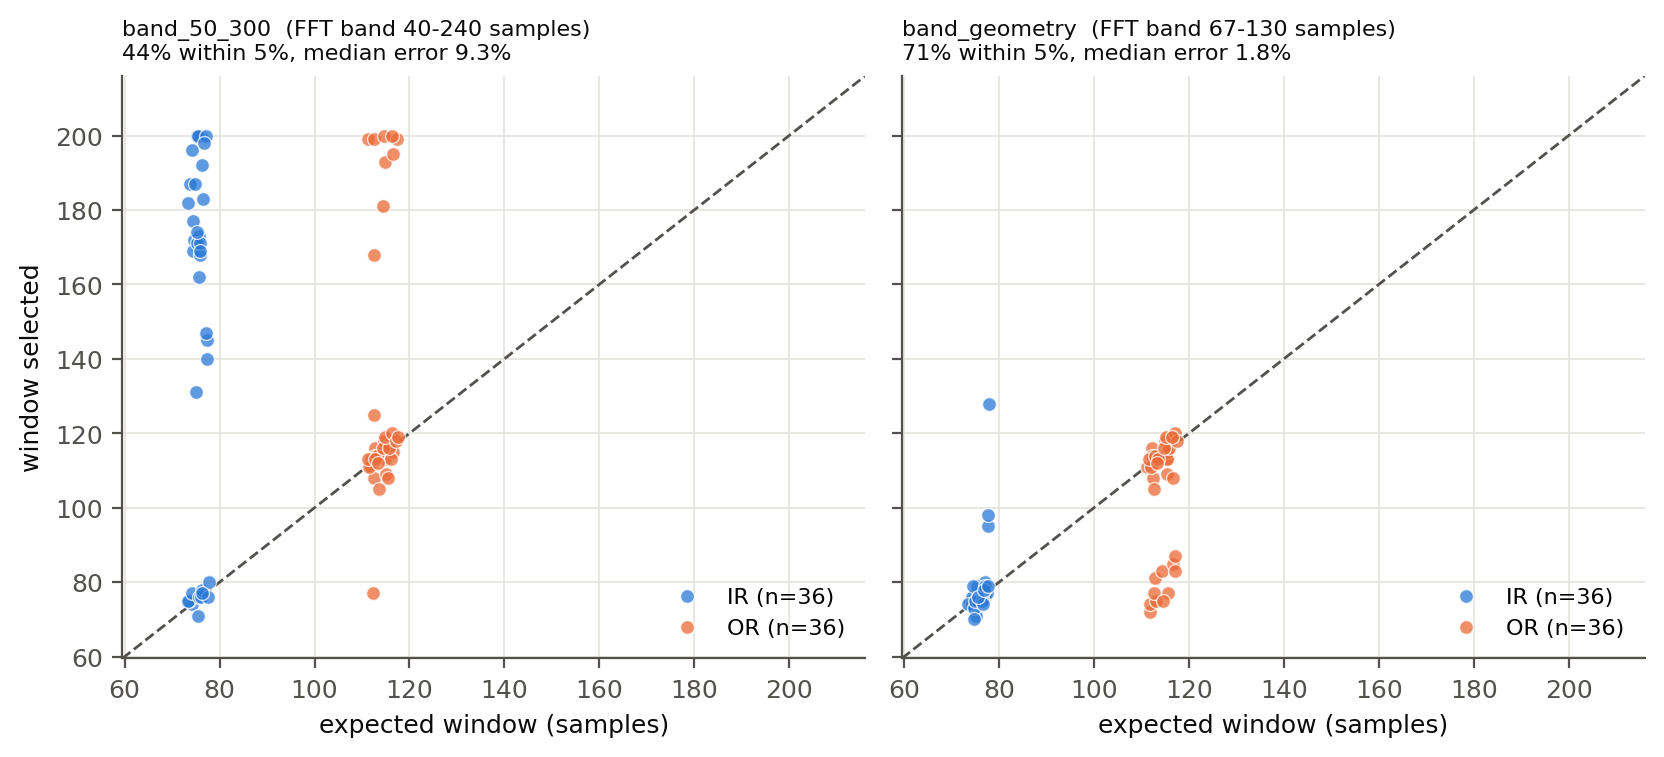 band_50_300  (FFT band 40-240 samples)
44% within 5%, median error 9.3%
band_geometry  (FFT band 67-130 samples)
71% within 5%, median error 1.8%
window selected
200
180
160
140
120
100
80
60
IR (n=36)
OR (n=36)
IR (n=36)
OR (n=36)
60 80 100 120 140 160 180 200
60 80 100 120 140 160 180 200
expected window (samples)
expected window (samples)